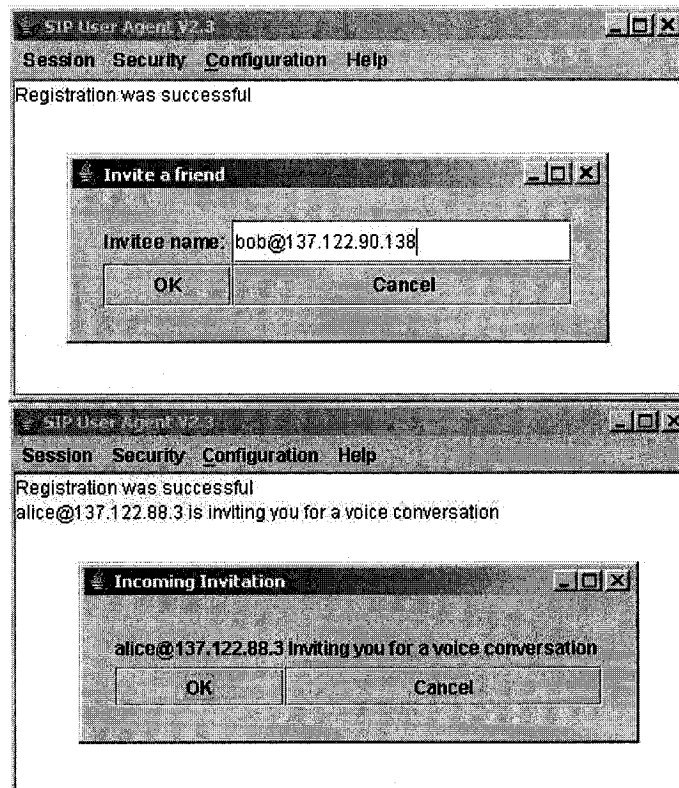 SIP User Agent V2.3
Session Security Configuration Help
Registration was successful
Invite a friend
Invitee name: bob@137.122.90.138
OK Cancel
SIP User Agent V2.3
Session Security Configuration Help
Registration was successful
alice@137.122.88.3 is inviting you for a voice conversation
Incoming Invitation
alice@137.122.88.3 inviting you for a voice conversation
OK Cancel